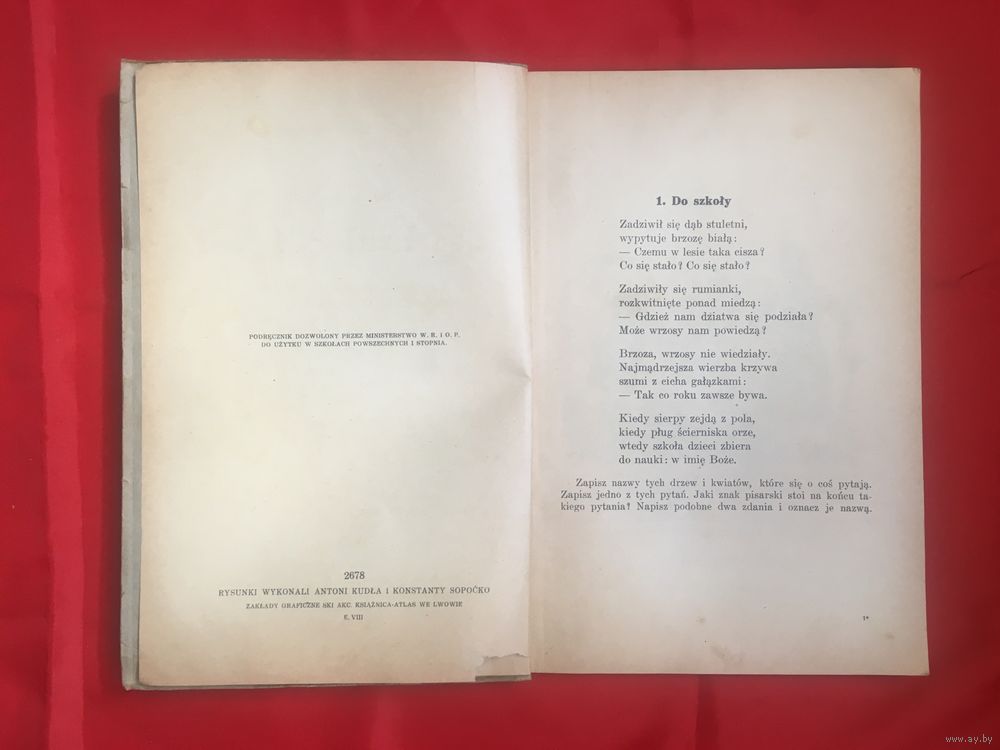 PODRĘCZNIK DOZWOLONY PRZEZ MINISTERSTWO W. R. I O. P.
DO UŻYTKU W SZKOŁACH POWSZECHNYCH I STOPNIA.
2678
RYSUNKI WYKONALI ANTONI KUDŁA I KONSTANTY SOPOĆKO
ZAKŁADY GRAFICZNE SKI AKC. KSIĄŻNICA-ATLAS WE LWOWIE
E. VIII
1. Do szkoły
Zadziwił się dąb stuletni,
wypytuje brzozę białą:
— Czemu w lesie taka cisza?
Co się stało? Co się stało?
Zadziwiły się rumianki,
rozkwitnięte ponad miedzą:
— Gdzież nam dziatwa się podziała?
Może wrzosy nam powiedzą?
Brzoza, wrzosy nie wiedziały.
Najmądrzejsza wierzba krzywa
szumi z cicha gałązkami:
— Tak co roku zawsze bywa.
Kiedy sierpy zejdą z pola,
kiedy pług ścierniska orze,
wtedy szkoła dzieci zbiera
do nauki: w imię Boże.
Zapisz nazwy tych drzew i kwiatów, które się o coś pytają.
Zapisz jedno z tych pytań. Jaki znak pisarski stoi na końcu ta-
kiego pytania? Napisz podobne dwa zdania i oznacz je nazwą.
1*
www.ay.by